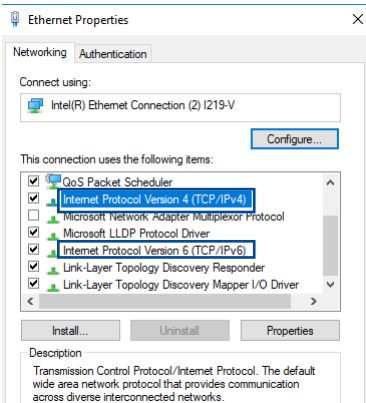 Ethernet Properties
Networking
Authentication
Connect using:
Intel(R) Ethernet Connection (2) I219-V
Configure...
This connection uses the following items:
QoS Packet Scheduler
Internet Protocol Version 4 (TCP/IPv4)
Microsoft Network Adapter Multiplexor Protocol
Microsoft LLDP Protocol Driver
Internet Protocol Version 6 (TCP/IPv6)
Link-Layer Topology Discovery Responder
Link-Layer Topology Discovery Mapper I/O Driver
Install...
Uninstall
Properties
Description
Transmission Control Protocol/Internet Protocol. The default
wide area network protocol that provides communication
across diverse interconnected networks.